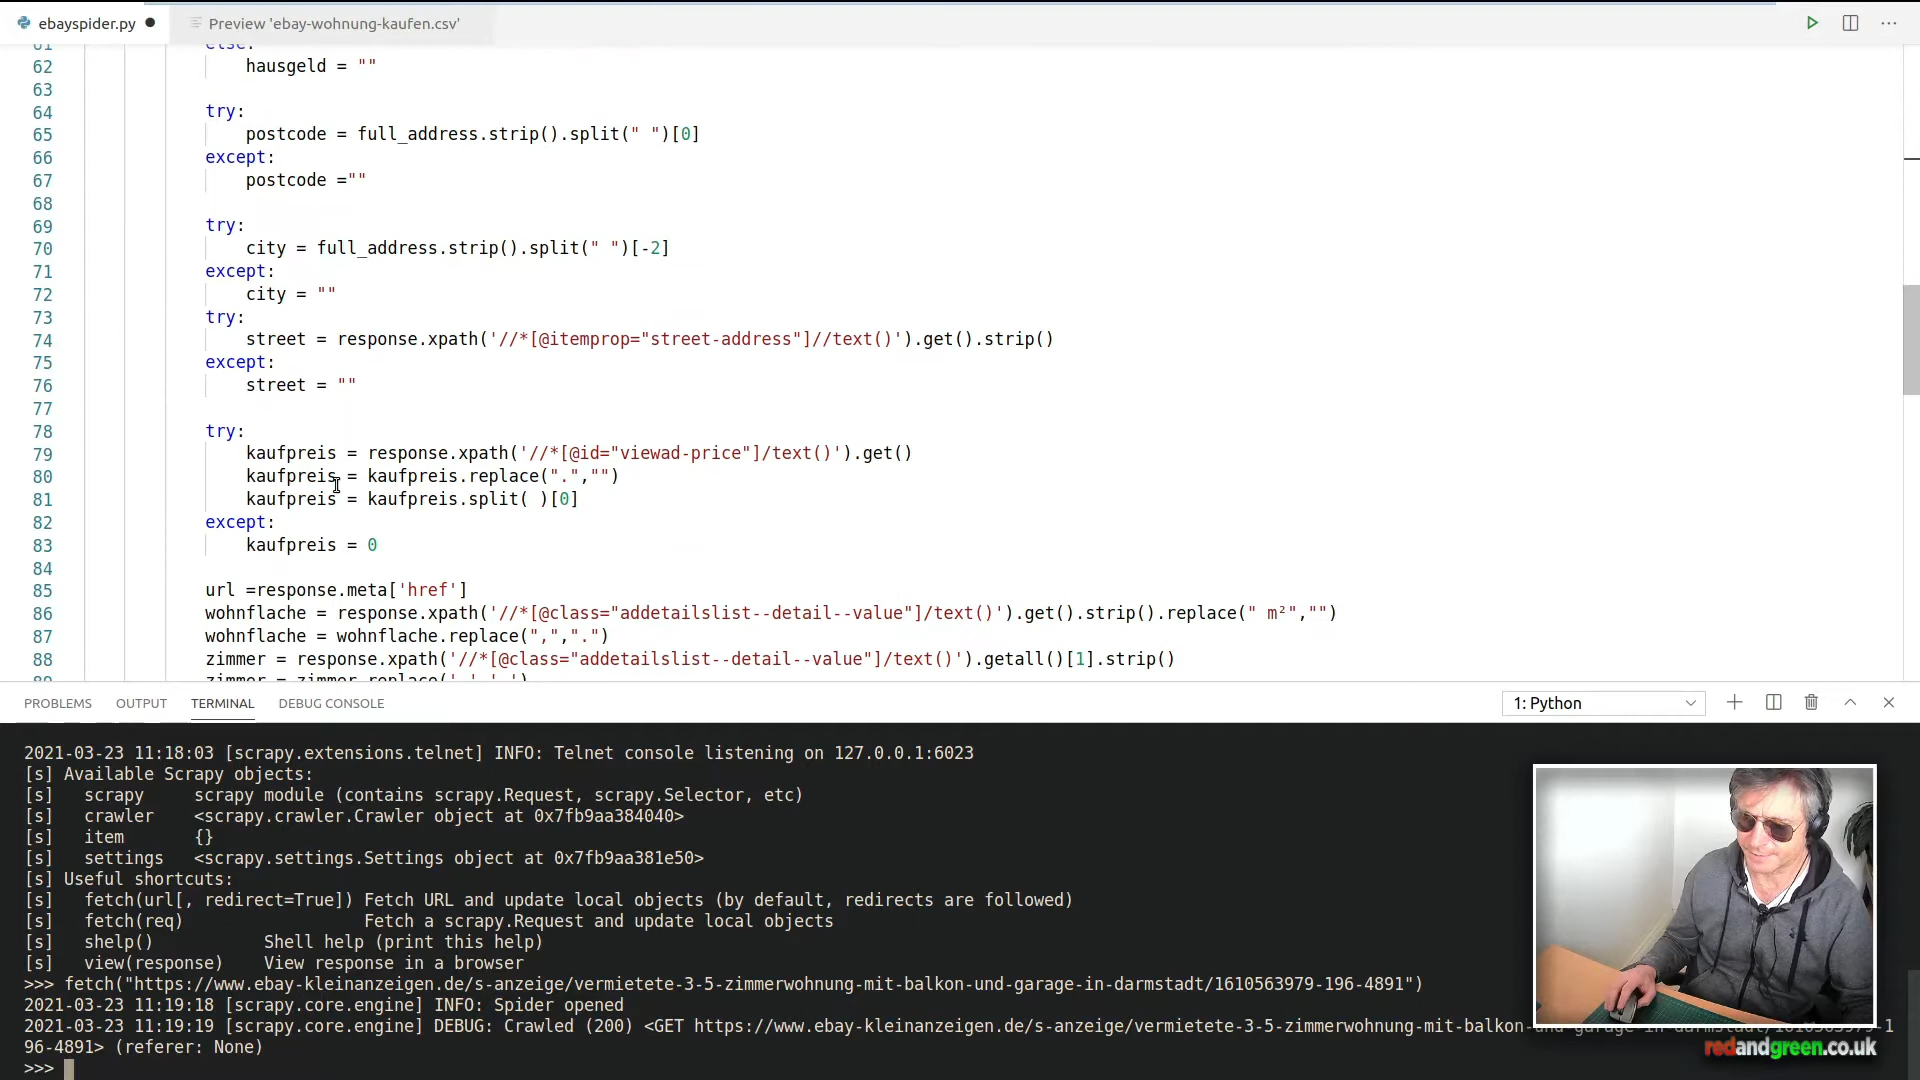 ebayspider.py
Preview 'ebay-wohnung-kaufen.csv'
61 else:
62 hausgeld = ""
63
64 try:
65 postcode = full_address.strip().split(" ")[0]
66 except:
67 postcode =""
68
69 try:
70 city = full_address.strip().split(" ")[-2]
71 except:
72 city = ""
73 try:
74 street = response.xpath('//*[@itemprop="street-address"]//text()').get().strip()
75 except:
76 street = ""
77
78 try:
79 kaufpreis = response.xpath('//*[@id="viewad-price"]/text()').get()
80 kaufpreis = kaufpreis.replace(".","")
81 kaufpreis = kaufpreis.split( )[0]
82 except:
83 kaufpreis = 0
84
85 url =response.meta['href']
86 wohnflache = response.xpath('//*[@class="addetailslist--detail--value"]/text()').get().strip().replace(" m²","")
87 wohnflache = wohnflache.replace(",",".")
88 zimmer = response.xpath('//*[@class="addetailslist--detail--value"]/text()').getall()[1].strip()
PROBLEMS OUTPUT TERMINAL DEBUG CONSOLE 1: Python
2021-03-23 11:18:03 [scrapy.extensions.telnet] INFO: Telnet console listening on 127.0.0.1:6023
[s] Available Scrapy objects:
[s] scrapy scrapy module (contains scrapy.Request, scrapy.Selector, etc)
[s] crawler <scrapy.crawler.Crawler object at 0x7fb9aa384040>
[s] item {}
[s] settings <scrapy.settings.Settings object at 0x7fb9aa381e50>
[s] Useful shortcuts:
[s] fetch(url[, redirect=True]) Fetch URL and update local objects (by default, redirects are followed)
[s] fetch(req) Fetch a scrapy.Request and update local objects
[s] shelp() Shell help (print this help)
[s] view(response) View response in a browser
>>> fetch("https://www.ebay-kleinanzeigen.de/s-anzeige/vermietete-3-5-zimmerwohnung-mit-balkon-und-garage-in-darmstadt/1610563979-196-4891")
2021-03-23 11:19:18 [scrapy.core.engine] INFO: Spider opened
2021-03-23 11:19:19 [scrapy.core.engine] DEBUG: Crawled (200) <GET https://www.ebay-kleinanzeigen.de/s-anzeige/vermietete-3-5-zimmerwohnung-mit-balkon-und-garage-in-darmstadt/1610563979-1
96-4891> (referer: None)
>>>
redandgreen.co.uk